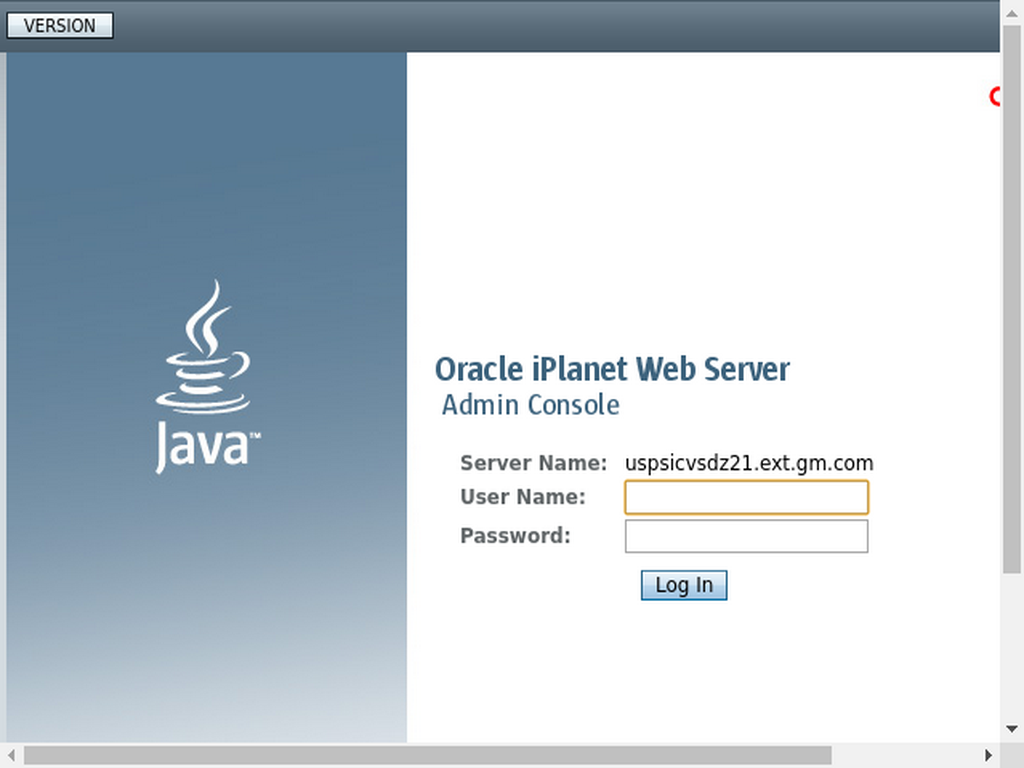 VERSION
Java™
Oracle iPlanet Web Server
Admin Console
Server Name: uspsicvsdz21.ext.gm.com
User Name:
Password:
Log In